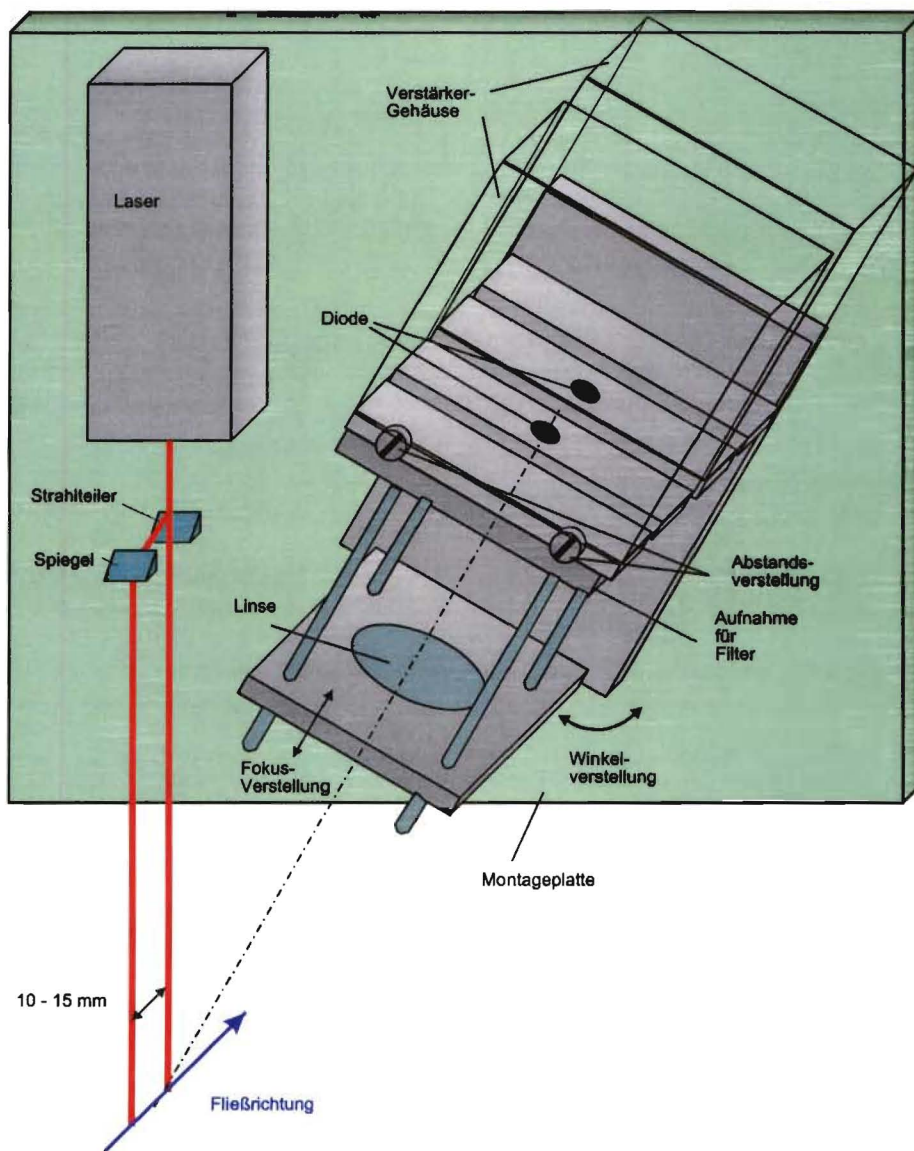 Verstärker-
Gehäuse
Laser
Diode
Strahlteiler
Spiegel
Linse
Abstands-
verstellung
Aufnahme
für
Filter
Fokus-
Verstellung
Winkel-
verstellung
Montageplatte
10 - 15 mm
Fließrichtung